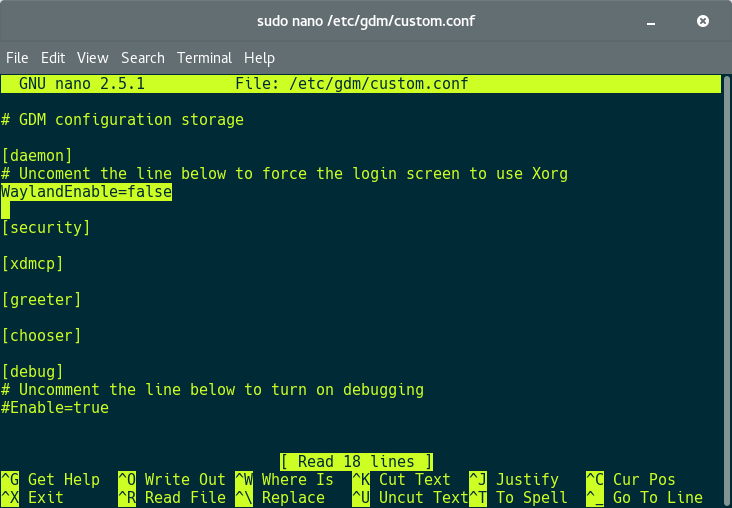 sudo nano /etc/gdm/custom.conf
File Edit View Search Terminal Help
GNU nano 2.5.1 File: /etc/gdm/custom.conf
# GDM configuration storage
[daemon]
# Uncoment the line below to force the login screen to use Xorg
WaylandEnable=false
[security]
[xdmcp]
[greeter]
[chooser]
[debug]
# Uncomment the line below to turn on debugging
#Enable=true
[ Read 18 lines ]
^G Get Help ^O Write Out ^W Where Is ^K Cut Text ^J Justify ^C Cur Pos
^X Exit ^R Read File ^\ Replace ^U Uncut Text ^T To Spell ^_ Go To Line